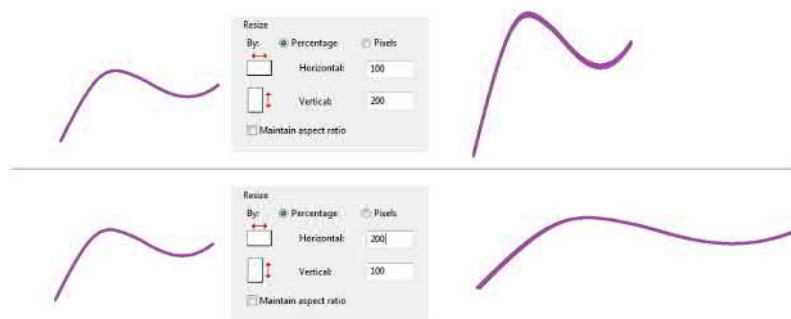 Resize
By: Percentage Pixels
Horizontal: 100
Vertical: 200
Maintain aspect ratio
Resize
By: Percentage Pixels
Horizontal: 200
Vertical: 100
Maintain aspect ratio